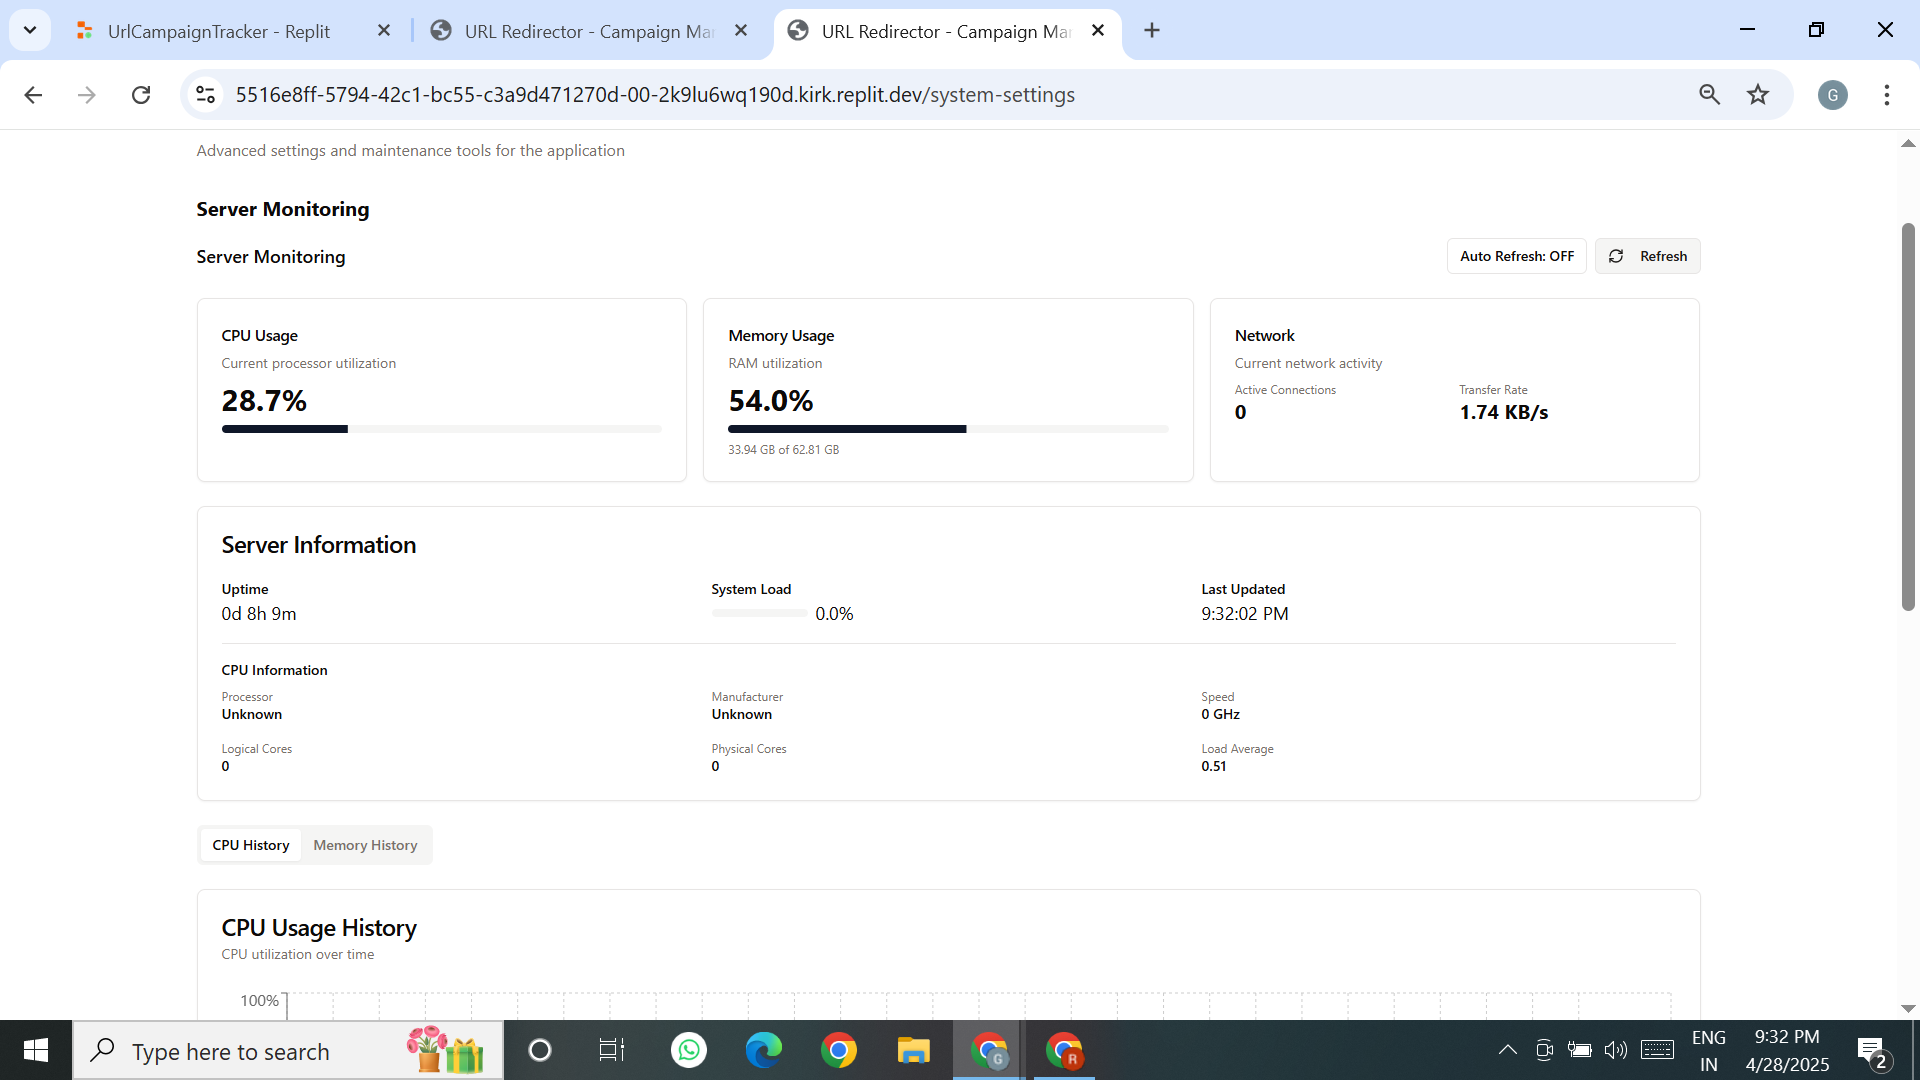 UrlCampaignTracker - Replit
URL Redirector - Campaign Ma
URL Redirector - Campaign Ma
5516e8ff-5794-42c1-bc55-c3a9d471270d-00-2k9lu6wq190d.kirk.replit.dev/system-settings
G
Advanced settings and maintenance tools for the application
Server Monitoring
Server Monitoring
Auto Refresh: OFF
Refresh
CPU Usage
Current processor utilization
28.7%
Memory Usage
RAM utilization
54.0%
33.94 GB of 62.81 GB
Network
Current network activity
Active Connections
0
Transfer Rate
1.74 KB/s
Server Information
Uptime
0d 8h 9m
System Load
0.0%
Last Updated
9:32:02 PM
CPU Information
Processor
Unknown
Manufacturer
Unknown
Speed
0 GHz
Logical Cores
0
Physical Cores
0
Load Average
0.51
CPU History
Memory History
CPU Usage History
CPU utilization over time
100%
Type here to search
G
R
ENG
IN
9:32 PM
4/28/2025
2